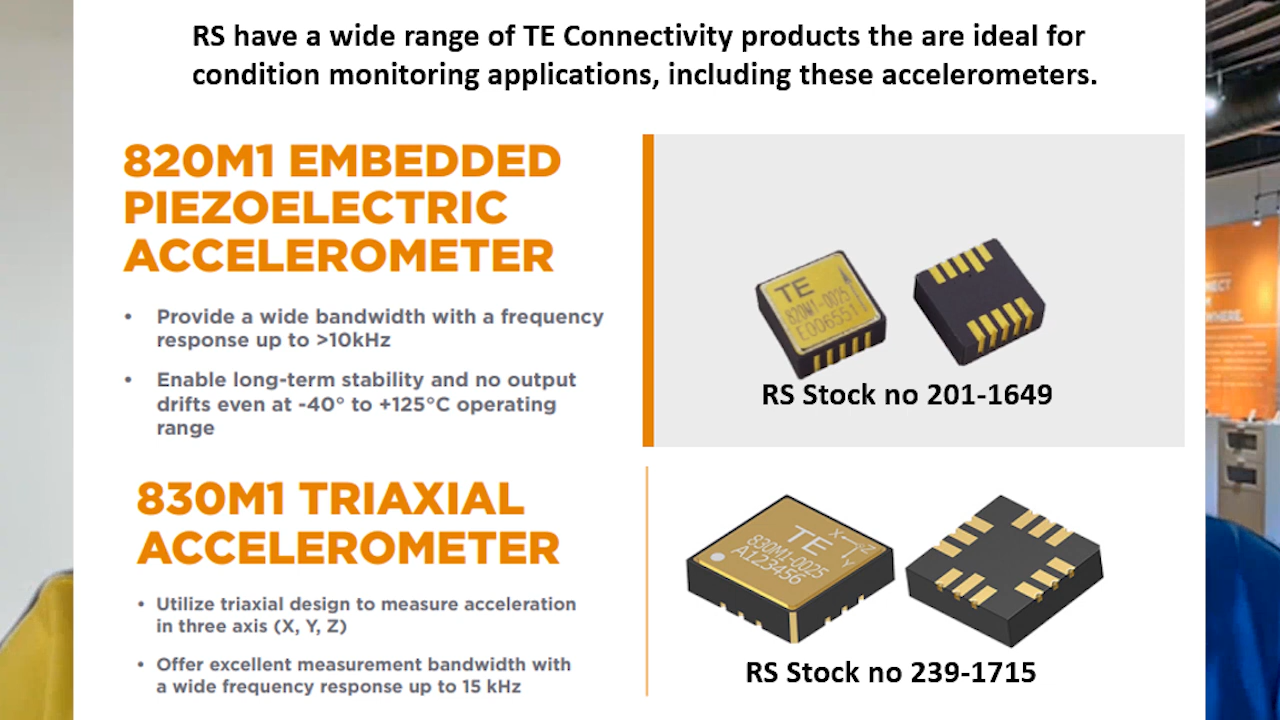 RS have a wide range of TE Connectivity products the are ideal for
condition monitoring applications, including these accelerometers.
820M1 EMBEDDED
PIEZOELECTRIC
ACCELEROMETER
• Provide a wide bandwidth with a frequency
response up to >10kHz
• Enable long-term stability and no output
drifts even at -40° to +125°C operating
range
TE
820M1-0025
E006551
RS Stock no 201-1649
830M1 TRIAXIAL
ACCELEROMETER
• Utilize triaxial design to measure acceleration
in three axis (X, Y, Z)
• Offer excellent measurement bandwidth with
a wide frequency response up to 15 kHz
TE
830M1-0025
A123456
X
Z
Y
RS Stock no 239-1715